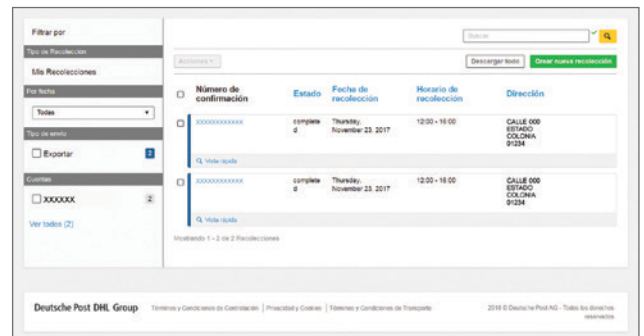 Filtrar por
Tipo de Recolección
Mis Recolecciones
Por fecha
Todas
Tipo de envío
Exportar 2
Cuentas
XXXXXX 2
Ver todos (2)
Buscar
Acciones
Descargar todo
Crear nueva recolección
Número de confirmación
Estado
Fecha de recolección
Horario de recolección
Dirección
XXXXXXXXXXXX
complete
d
Thursday,
November 23, 2017
12:00 - 16:00
CALLE 000
ESTADO
COLONIA
01234
Vista rápida
XXXXXXXXXXXX
complete
d
Thursday,
November 23, 2017
12:00 - 16:00
CALLE 000
ESTADO
COLONIA
01234
Vista rápida
Mostrando 1 - 2 de 2 Recolecciones
Deutsche Post DHL Group
Términos y Condiciones de Contratación | Privacidad y Cookies | Términos y Condiciones de Transporte
2018 © Deutsche Post AG - Todos los derechos
reservados